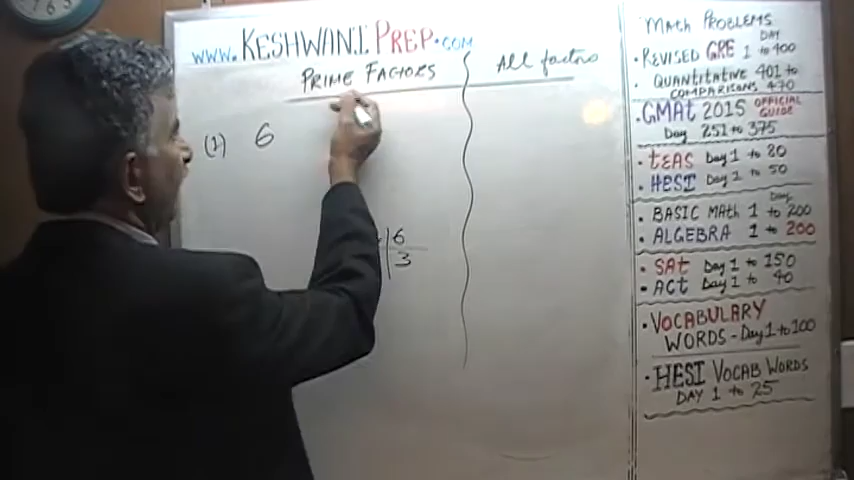 www.KESHWANIPREP.COM
PRIME FACTORS
All factors
(1) 6
6
3
MATH PROBLEMS
DAY
• REVISED GRE 1 to 400
• QUANTITATIVE 401 to
COMPARISONS 470
• GMAT 2015 OFFICIAL GUIDE
Day 251 to 375
• TEAS Day 1 to 80
• HESI Day 1 to 50
Day
• BASIC MATH 1 to 200
• ALGEBRA 1 to 200
• SAT Day 1 to 150
• ACT Day 1 to 40
• VOCABULARY
WORDS - Day 1 to 100
• HESI VOCAB WORDS
DAY 1 to 25